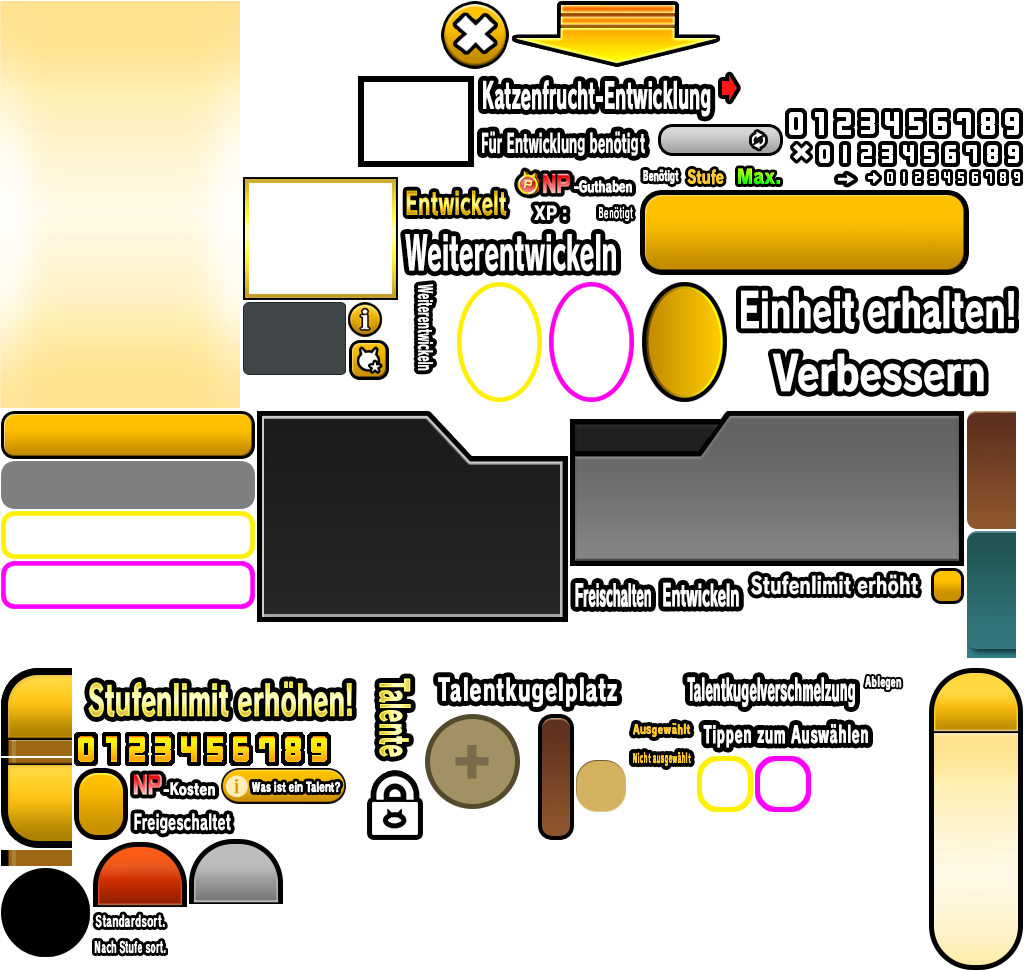 Katzenfrucht-Entwicklung
0123456789
Für Entwicklung benötigt
×0123456789
Benötigt Stufe Max.
0123456789
NP-Guthaben
Entwickelt
XP:
Benötigt
Weiterentwickeln
Weiterentwickeln
i
Einheit erhalten!
Verbessern
Freischalten
Entwickeln
Stufenlimit erhöht
Stufenlimit erhöhen!
Talente
Talentkugelplatz
Talentkugelverschmelzung
Ablegen
0123456789
Ausgewählt
Tippen zum Auswählen
Nicht ausgewählt
NP-Kosten
i Was ist ein Talent?
Freigeschaltet
Standardsort.
Nach Stufe sort.